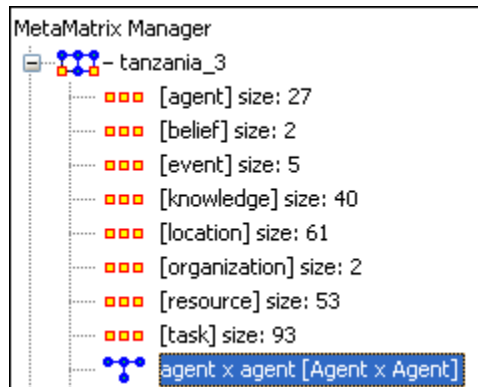 MetaMatrix Manager
tanzania_3
[agent] size: 27
[belief] size: 2
[event] size: 5
[knowledge] size: 40
[location] size: 61
[organization] size: 2
[resource] size: 53
[task] size: 93
agent x agent [Agent x Agent]